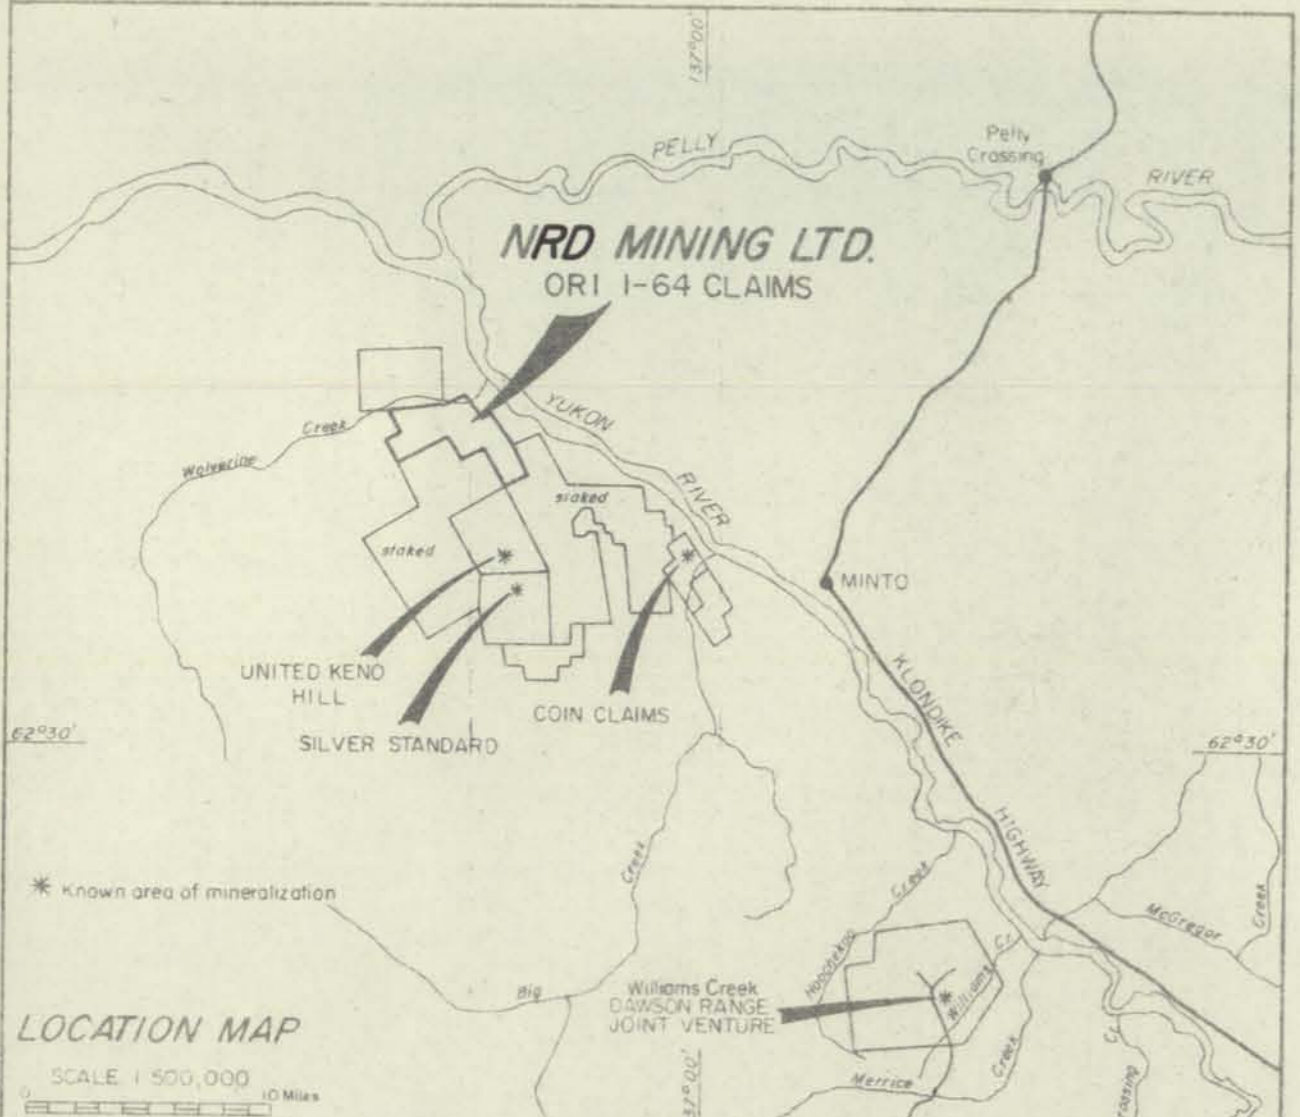 137°00'
PELLY
Pelly
Crossing
RIVER
NRD MINING LTD.
ORI 1-64 CLAIMS
YUKON
RIVER
Creek
Wolverine
staked
staked
MINTO
UNITED KENO
HILL
SILVER STANDARD
COIN CLAIMS
KLONDIKE
HIGHWAY
62°30'
62°30'
Creek
Creek
* Known area of mineralization
McGregor
Creek
Hoochekoo
Cr.
Williams
Big
Williams Creek
DAWSON RANGE
JOINT VENTURE
LOCATION MAP
SCALE 1 500,000
0 10 Miles
Merrice
Creek
Cr.
137°00'